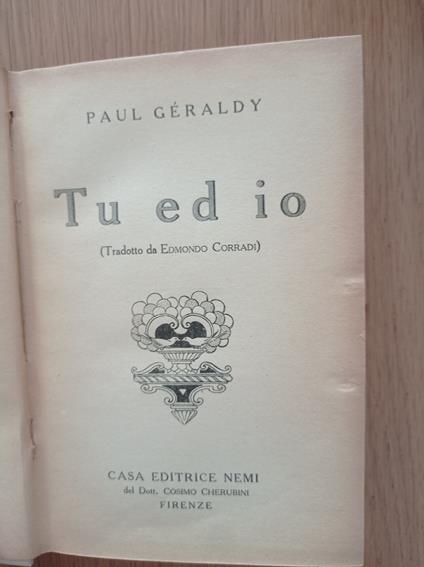 PAUL GÉRALDY
Tu ed io
(Tradotto da EDMONDO CORRADI)
CASA EDITRICE NEMI
del Dott. COSIMO CHERUBINI
FIRENZE